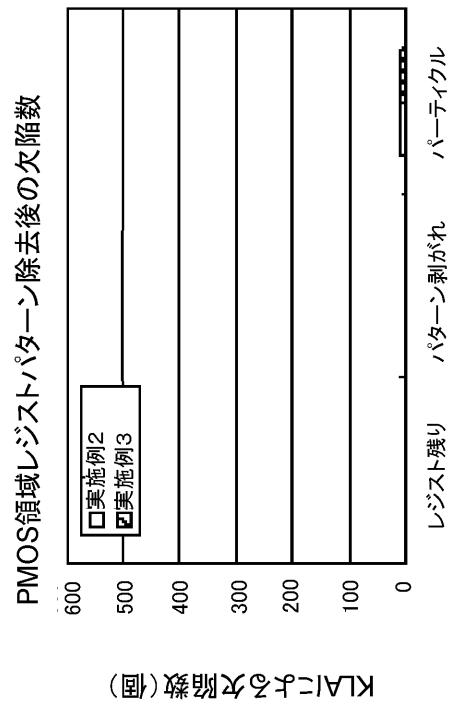 PMOS領域レジストパターン除去後の欠陥数
KLAによる欠陥数(個)
600
500
400
300
200
100
0
実施例2
実施例3
レジスト残り
パターン剥がれ
パーティクル